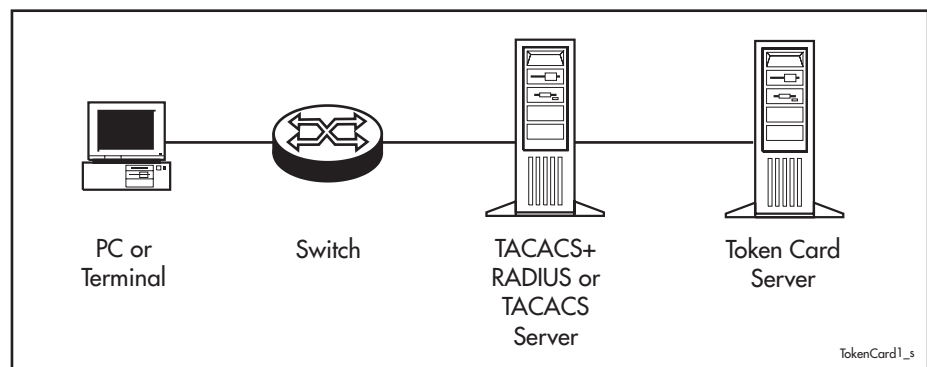 PC or
Terminal
Switch
TACACS+
RADIUS or
TACACS
Server
Token Card
Server
TokenCard1_s